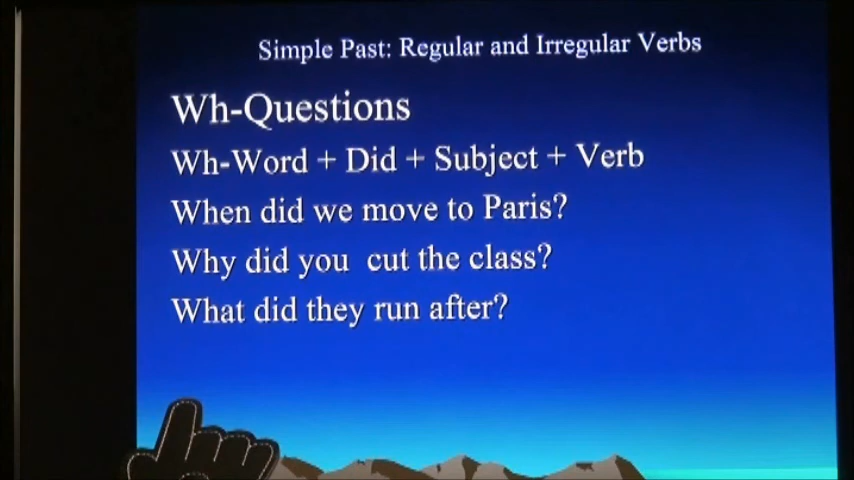 Simple Past: Regular and Irregular Verbs
Wh-Questions
Wh-Word + Did + Subject + Verb
When did we move to Paris?
Why did you cut the class?
What did they run after?